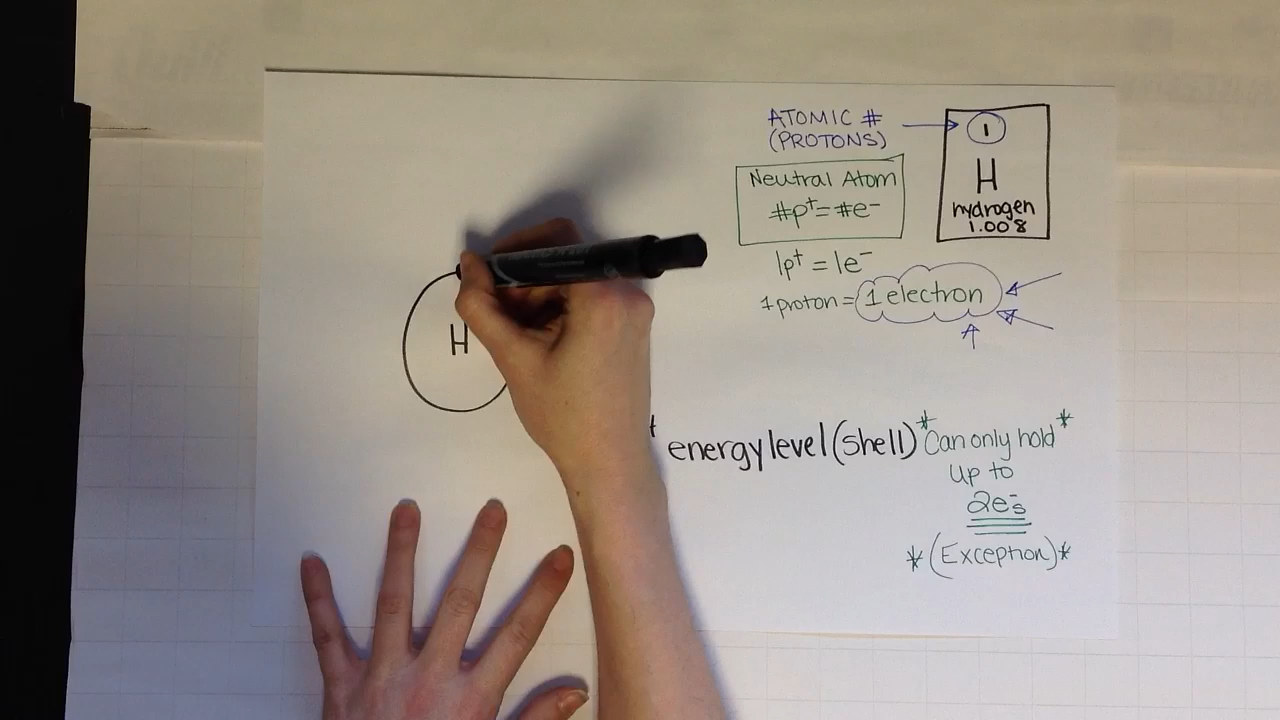 ATOMIC #
(PROTONS)
1
H
hydrogen
1.008
Neutral Atom
#p⁺=#e⁻
1p⁺=1e⁻
1 proton = 1 electron
H
energy level (shell)
*Can only hold*
up to
2e⁻s
*(Exception)*